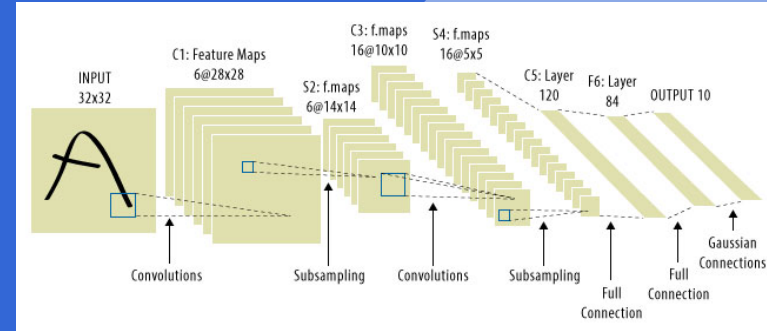 INPUT
32x32
C1: Feature Maps
6@28x28
S2: f.maps
6@14x14
C3: f.maps
16@10x10
S4: f.maps
16@5x5
C5: Layer
120
F6: Layer
84
OUTPUT 10
Convolutions
Subsampling
Convolutions
Subsampling
Full
Connection
Full
Connection
Gaussian
Connections